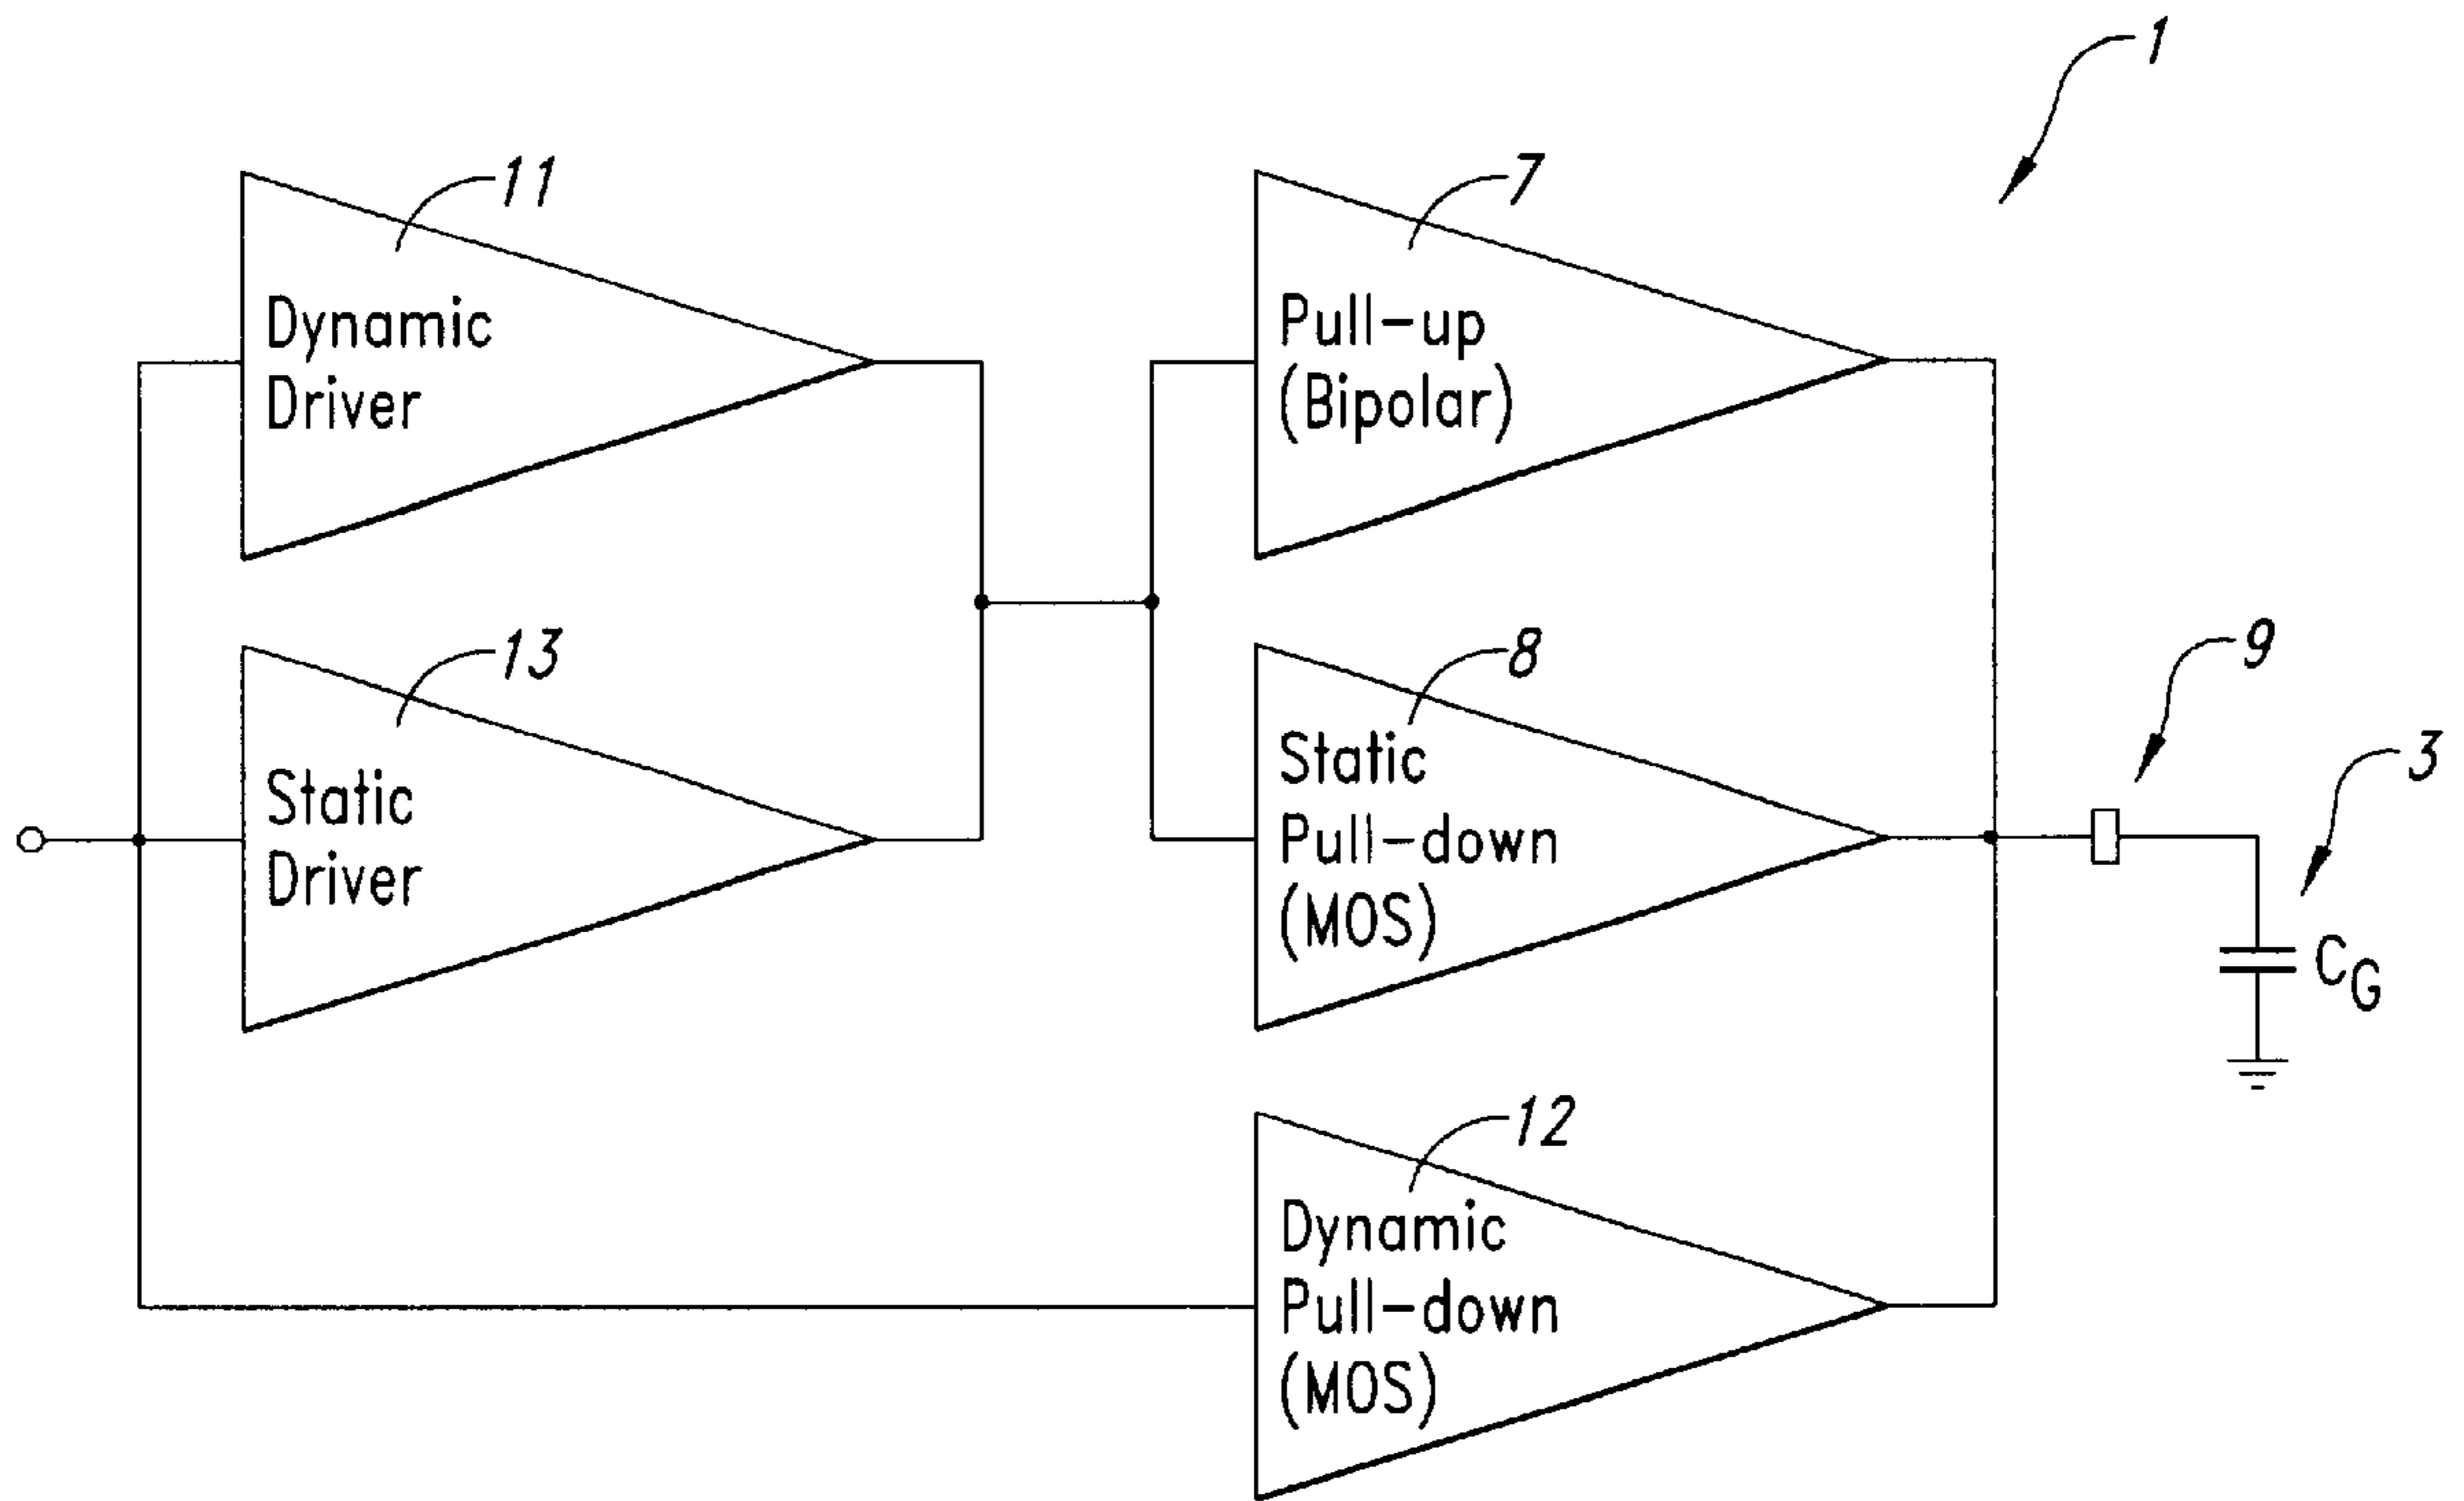 1
11
Dynamic
Driver
7
Pull-up
(Bipolar)
13
Static
Driver
8
Static
Pull-down
(MOS)
9
3
C_G
12
Dynamic
Pull-down
(MOS)